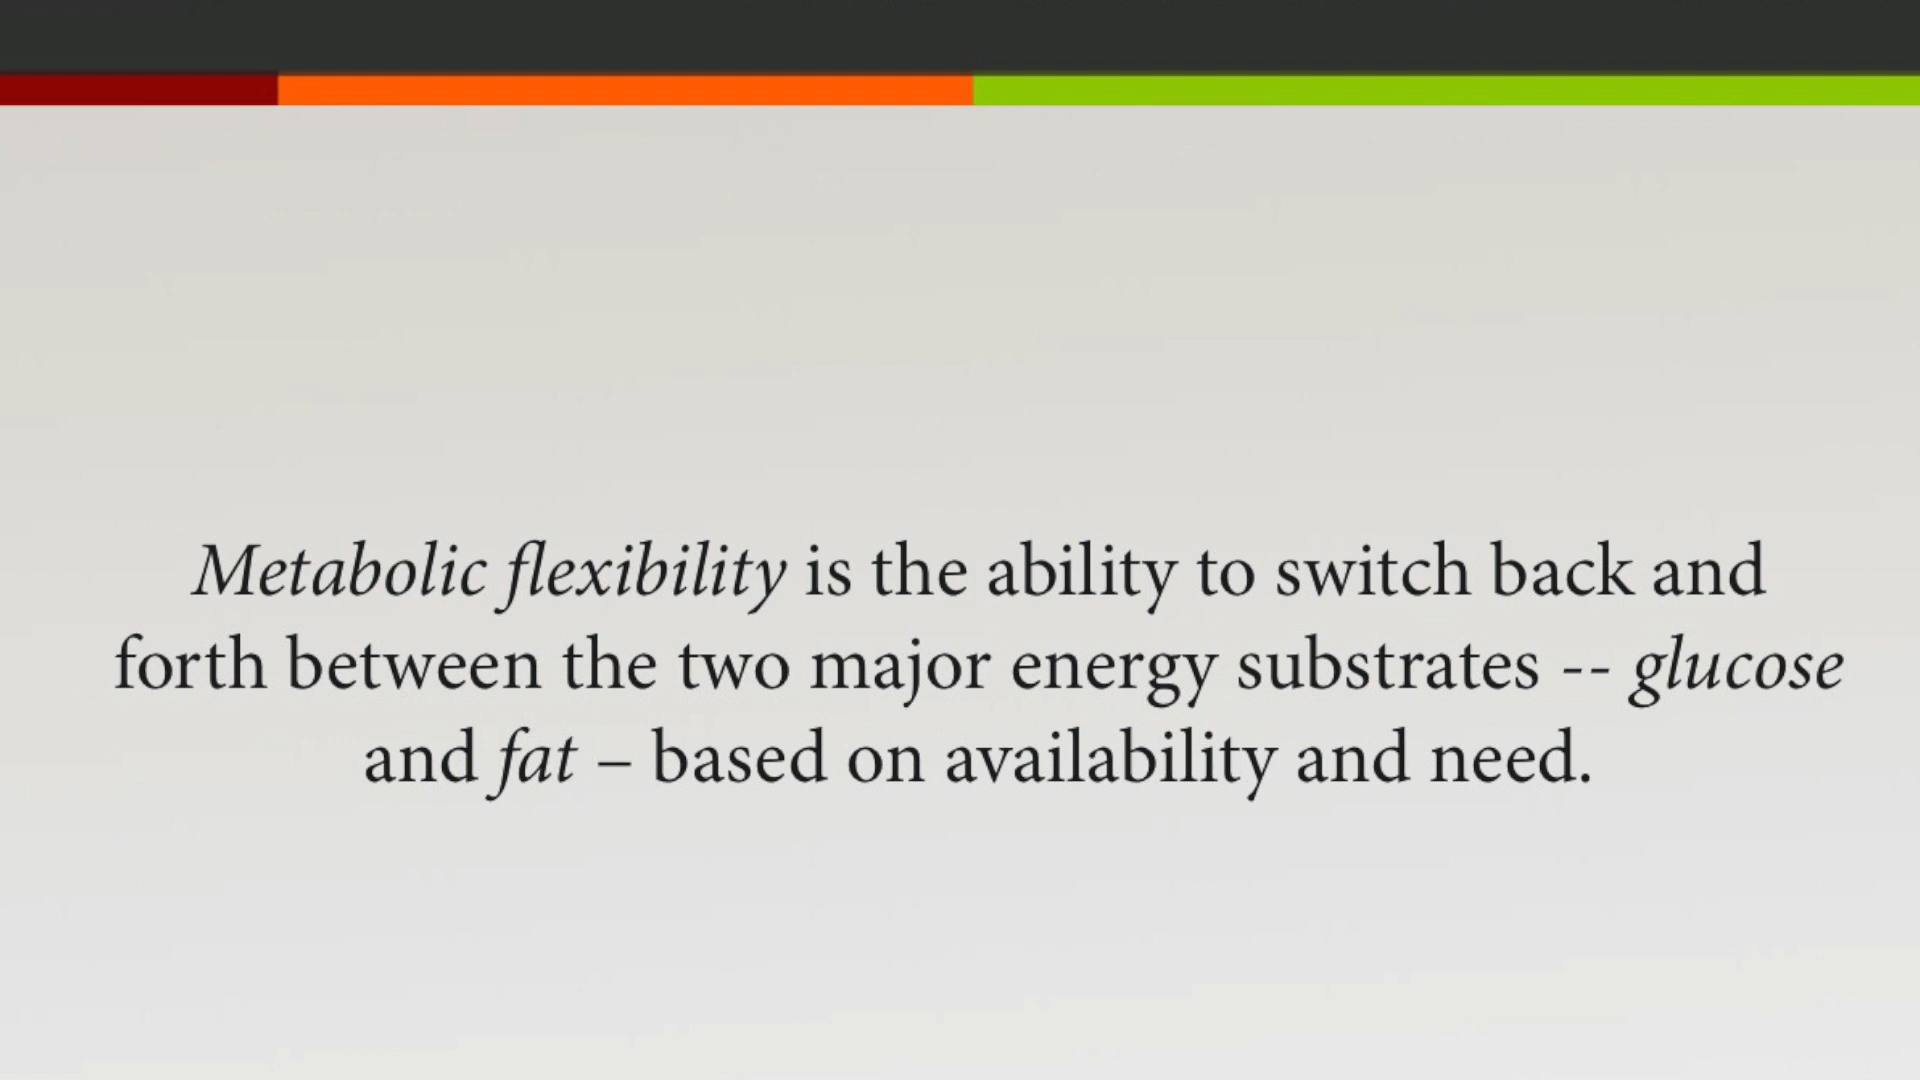 Metabolic flexibility is the ability to switch back and
forth between the two major energy substrates -- glucose
and fat – based on availability and need.